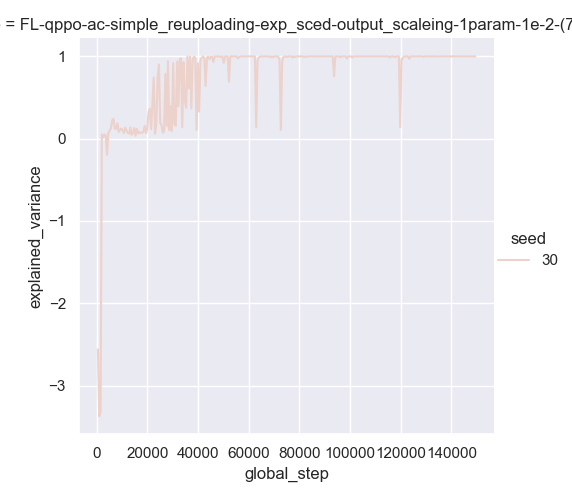 = FL-qppo-ac-simple_reuploading-exp_sced-output_scaleing-1param-1e-2-(7
1
0
−1
−2
−3
explained_variance
0 20000 40000 60000 80000 100000 120000 140000
global_step
seed
30